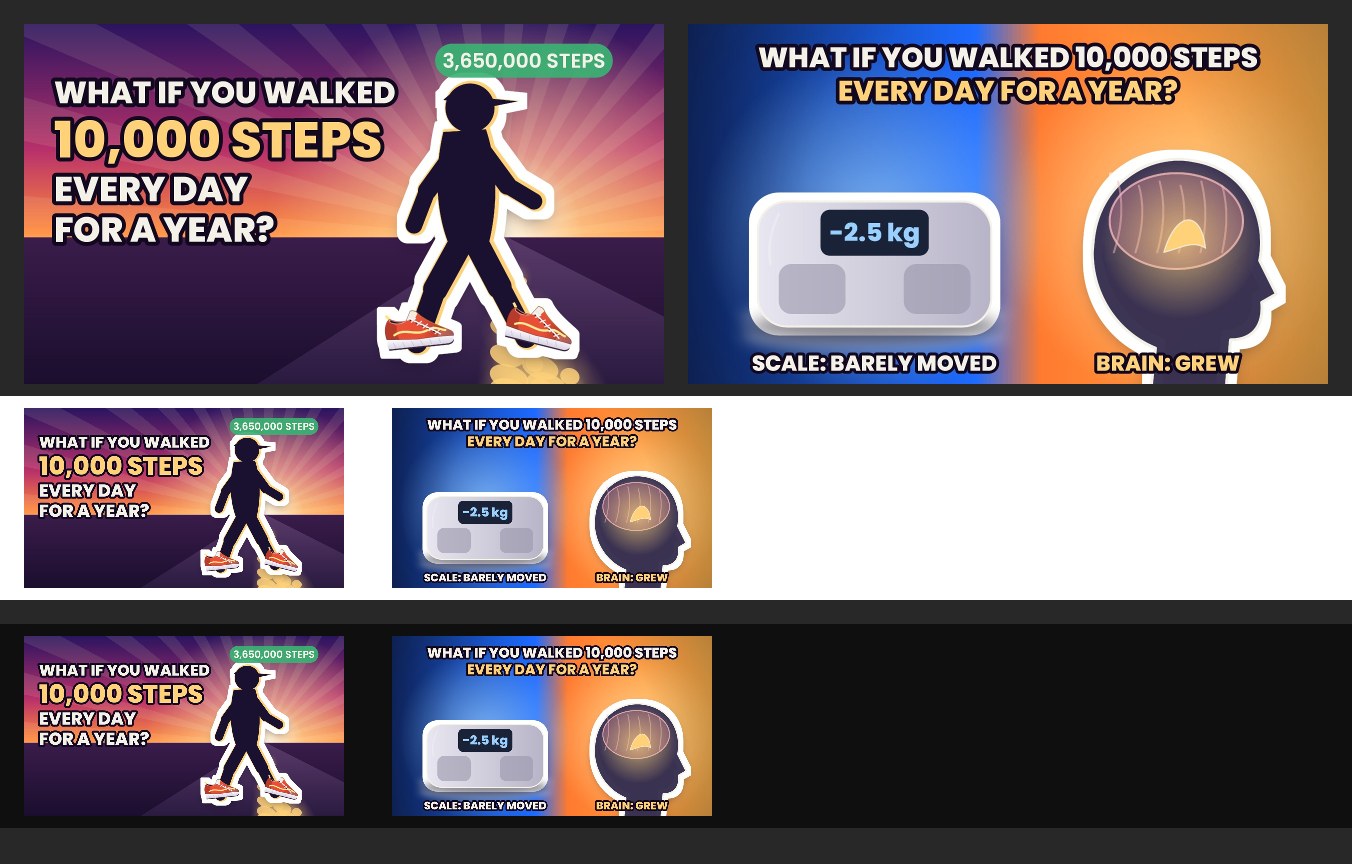 3,650,000 STEPS
WHAT IF YOU WALKED
10,000 STEPS
EVERY DAY
FOR A YEAR?
WHAT IF YOU WALKED 10,000 STEPS
EVERY DAY FOR A YEAR?
-2.5 kg
SCALE: BARELY MOVED
BRAIN: GREW
3,650,000 STEPS
WHAT IF YOU WALKED
10,000 STEPS
EVERY DAY
FOR A YEAR?
WHAT IF YOU WALKED 10,000 STEPS
EVERY DAY FOR A YEAR?
-2.5 kg
SCALE: BARELY MOVED
BRAIN: GREW
3,650,000 STEPS
WHAT IF YOU WALKED
10,000 STEPS
EVERY DAY
FOR A YEAR?
WHAT IF YOU WALKED 10,000 STEPS
EVERY DAY FOR A YEAR?
-2.5 kg
SCALE: BARELY MOVED
BRAIN: GREW